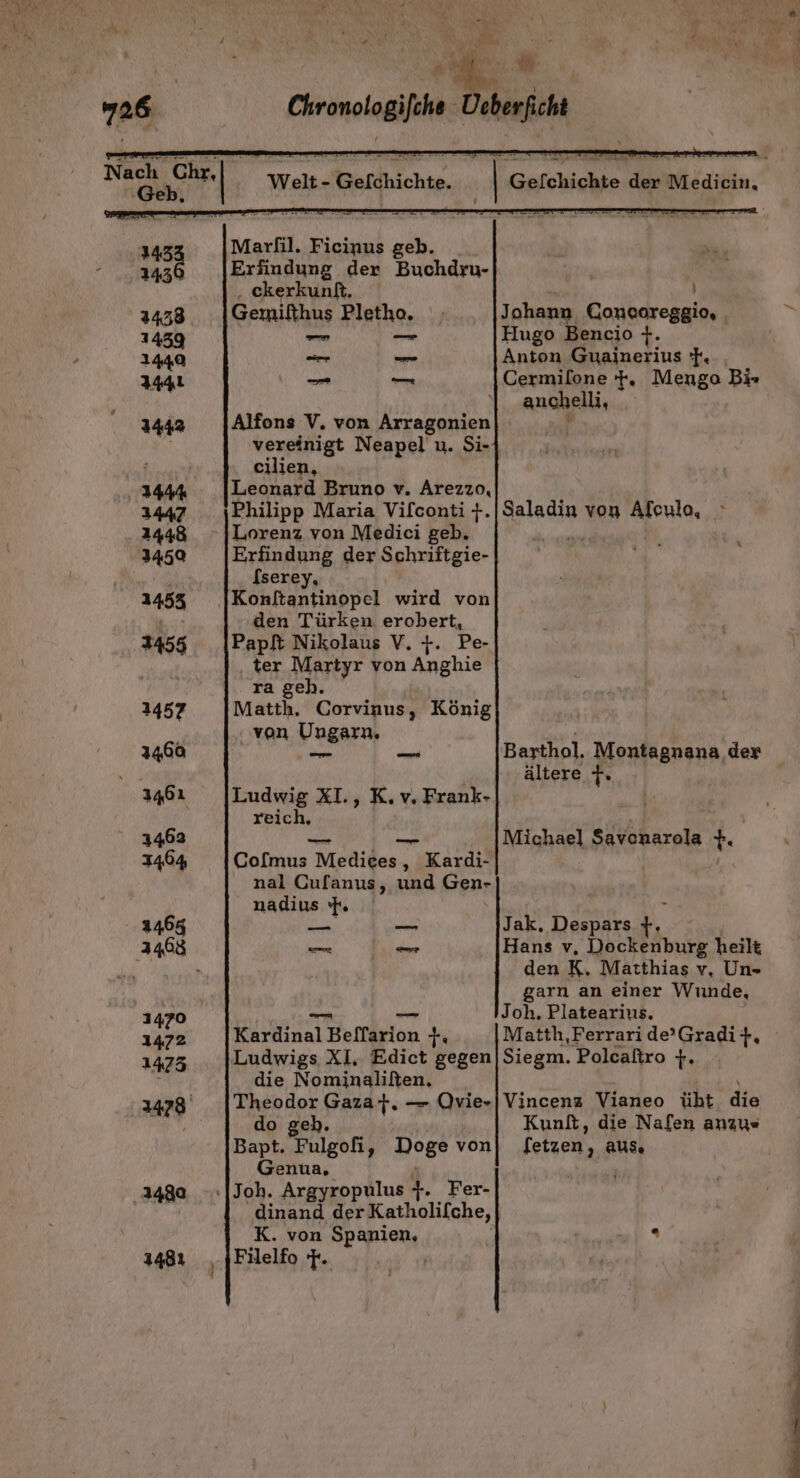 726 Chronologiſche Ueberſicht
Nach Chr. Geb. Welt-Geſchichte. Geſchichte der Medicin.
1433 Marſil. Ficinus geb.
1436 Erfindung der Buchdru-
ckerkunſt.
1438 Gemiſthus Pletho. Johann Concoreggio.
1439 — — Hugo Bencio †.
1440 — — Anton Guainerius †.
1441 — — Cermiſone †. Mengo Bi-
anchelli,
1442 Alfons V. von Arragonien
vereinigt Neapel u. Si-
cilien,
1444 Leonard Bruno v. Arezzo,
1447 Philipp Maria Viſconti †. Saladin von Aſculo,
1448 Lorenz von Medici geb.
1450 Erfindung der Schriftgie-
ſserey.
1453 Konſtantinopel wird von
den Türken erobert,
1455 Papſt Nikolaus V. †. Pe-
ter Martyr von Anghie
ra geb.
1457 Matth. Corvinus, König
von Ungarn.
1460 — — Barthol. Montagnana der
ältere †.
1461 Ludwig XI., K. v. Frank-
reich.
1462 — — Michael Savonarola †.
1464 Coſmus Medices, Kardi-
nal Cuſanus, und Gen-
nadius †.
1465 — — Jak. Despars †.
1468 — — Hans v. Dockenburg heilt
den K. Matthias v. Un-
garn an einer Wunde.
1470 — — Joh. Platearius.
1472 Kardinal Beſſarion †. Matth. Ferrari de' Gradi †.
1473 Ludwigs XI. Edict gegen Siegm. Polcaſtro †.
die Nominaliſten.
1478 Theodor Gaza †. — Qvie- Vincenz Vianeo übt die
do geb. Kunſt, die Naſen anzu-
Bapt. Fulgoſi, Doge von ſetzen, aus.
Genua.
1480 Joh. Argyropulus †. Fer-
dinand der Katholiſche,
K. von Spanien.
1481 Filelfo †.